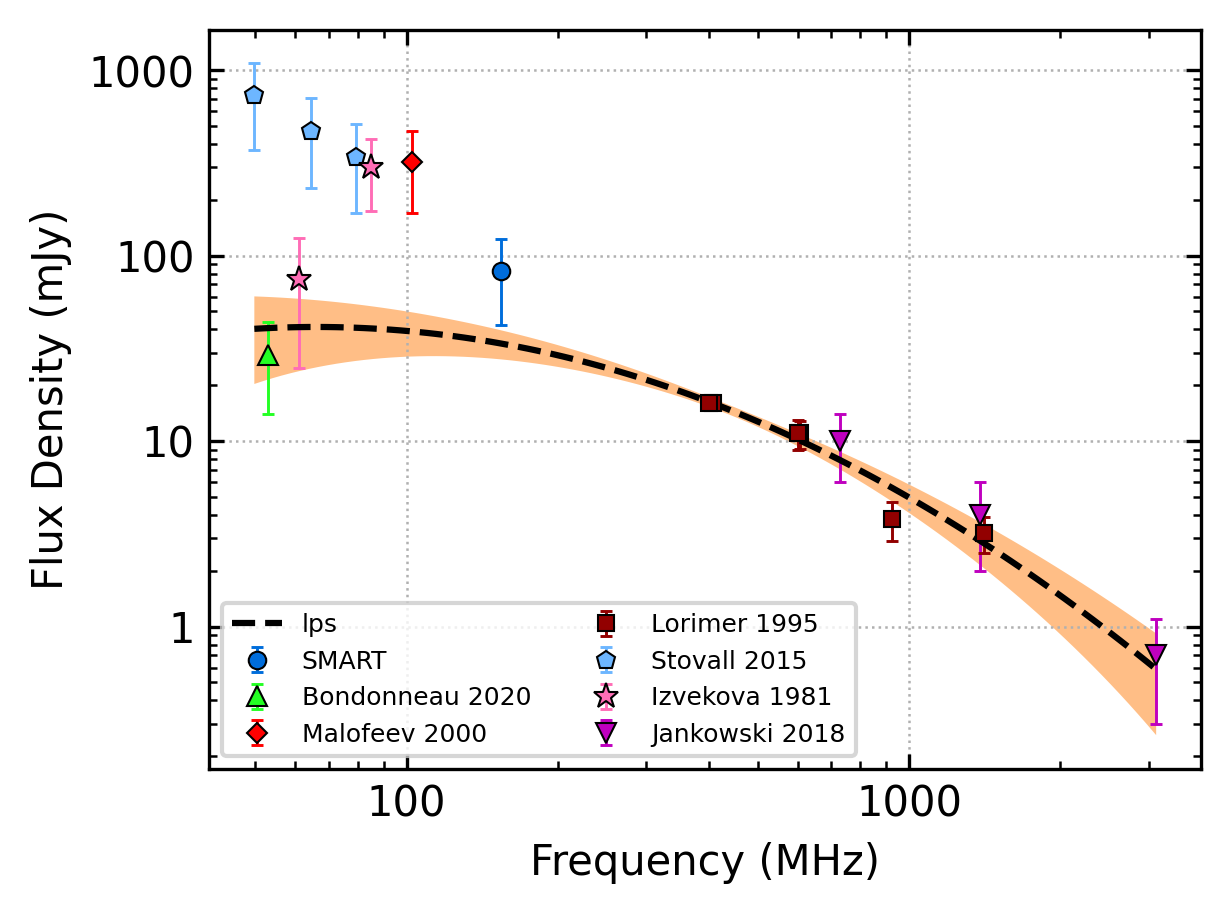 1000
100
10
1
Flux Density (mJy)
lps
SMART
Bondonneau 2020
Malofeev 2000
Lorimer 1995
Stovall 2015
Izvekova 1981
Jankowski 2018
100
1000
Frequency (MHz)